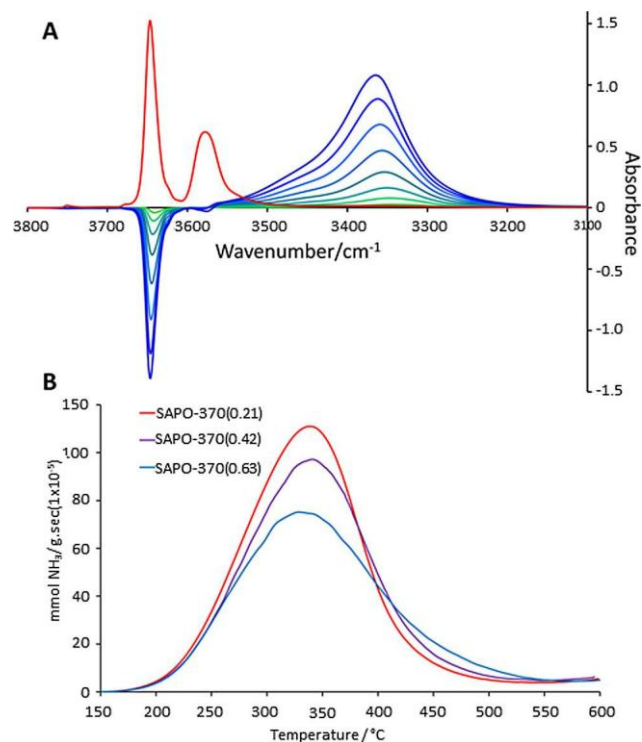 A
1.5
1.0
0.5
0
-0.5
-1.0
-1.5
Absorbance
3800 3700 3600 3500 3400 3300 3200 3100
Wavenumber/cm⁻¹
B
150
100
80
60
40
20
0
mmol NH₃/g.sec(1x10⁻⁵)
SAPO-370(0.21)
SAPO-370(0.42)
SAPO-370(0.63)
150 200 250 300 350 400 450 500 550 600
Temperature/°C